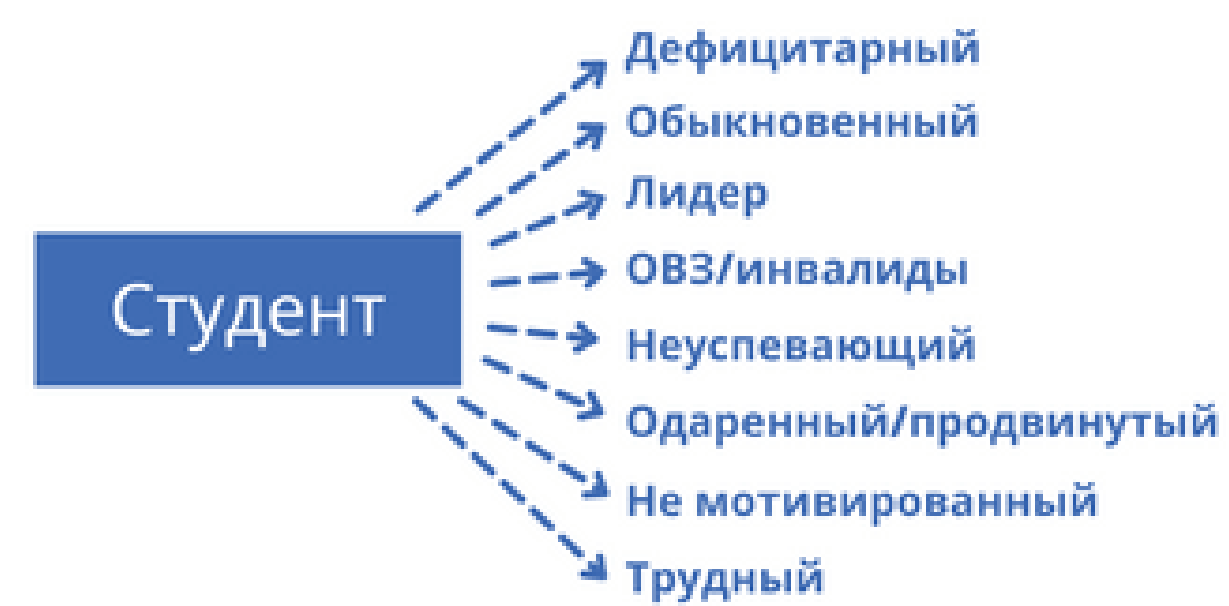 Дефицитарный
Обыкновенный
Лидер
ОВЗ/инвалиды
Студент
Неуспевающий
Одаренный/продвинутый
Не мотивированный
Трудный